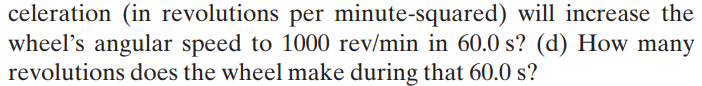 celeration (in revolutions per minute-squared) will increase the
wheel's angular speed to 1000 rev/min in 60.0 s? (d) How many
revolutions does the wheel make during that 60.0 s?